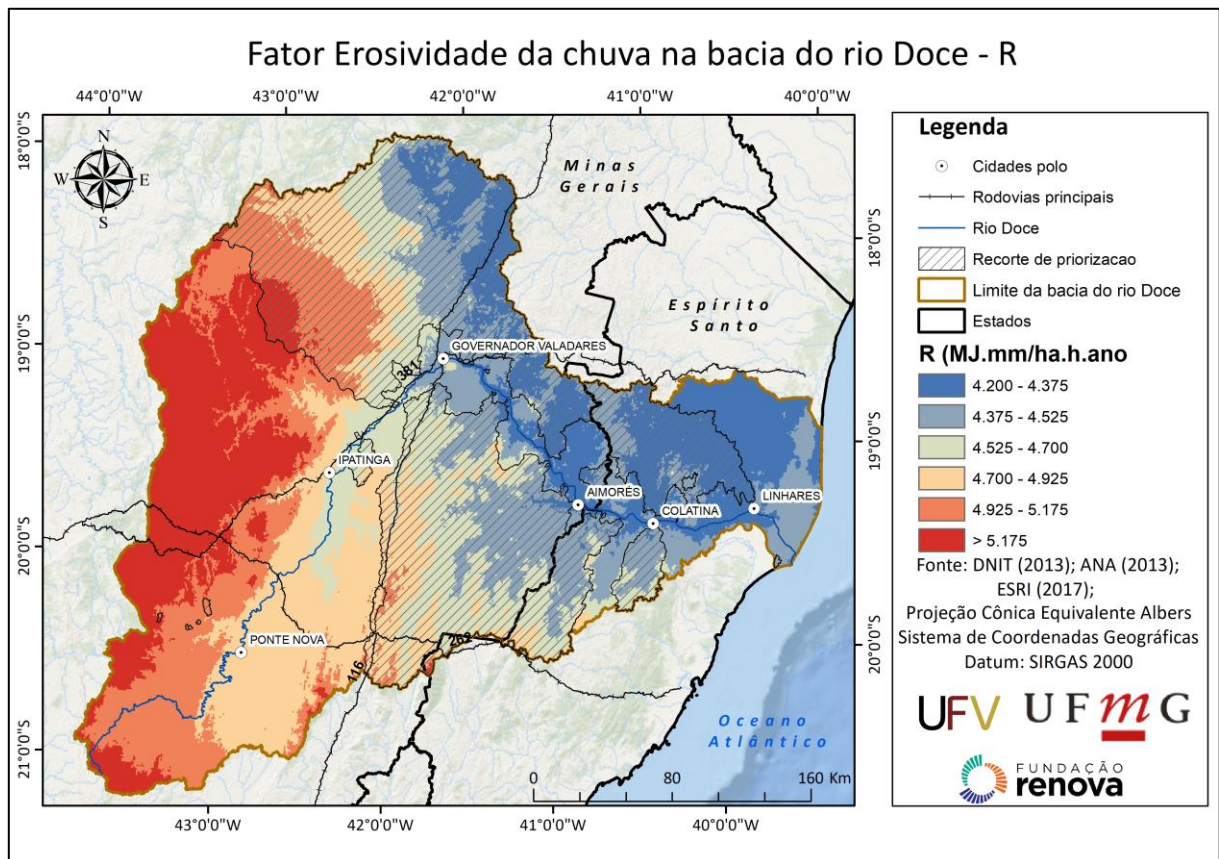 Fator Erosividade da chuva na bacia do rio Doce - R
44°0'0"W 43°0'0"W 42°0'0"W 41°0'0"W 40°0'0"W
18°0'0"S
19°0'0"S
20°0'0"S
21°0'0"S
N
W E
S
Minas
Gerais
Espírito
Santo
GOVERNADOR VALADARES
381
IPATINGA
AIMORÉS
COLATINA
LINHARES
PONTE NOVA
262
116
Oceano
Atlântico
0 80 160 Km
18°0'0"S
19°0'0"S
20°0'0"S
43°0'0"W 42°0'0"W 41°0'0"W 40°0'0"W
Legenda
Cidades polo
Rodovias principais
Rio Doce
Recorte de priorizacao
Limite da bacia do rio Doce
Estados
R (MJ.mm/ha.h.ano
4.200 - 4.375
4.375 - 4.525
4.525 - 4.700
4.700 - 4.925
4.925 - 5.175
> 5.175
Fonte: DNIT (2013); ANA (2013);
ESRI (2017);
Projeção Cônica Equivalente Albers
Sistema de Coordenadas Geográficas
Datum: SIRGAS 2000
UFV UFmG
FUNDAÇÃO
renova